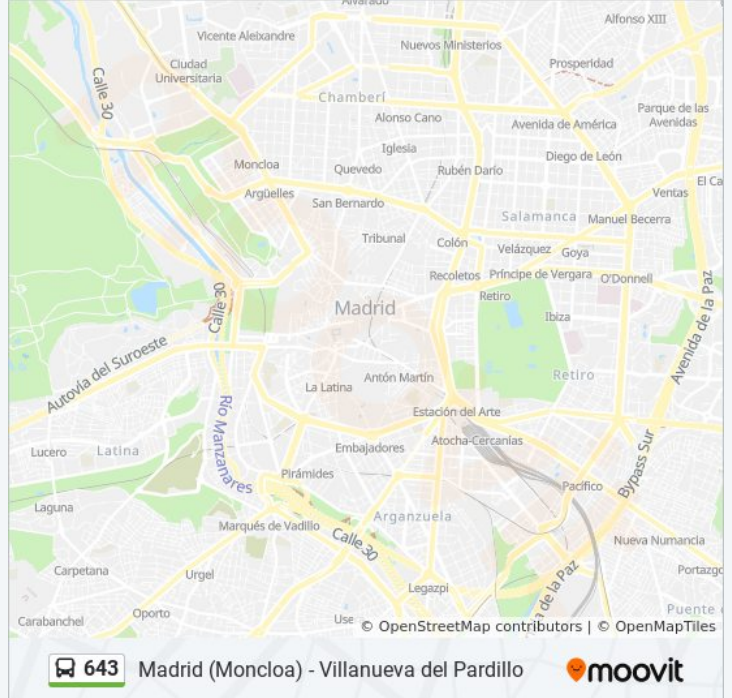 Alvarado
Alfonso XIII
Vicente Aleixandre
Nuevos Ministerios
Ciudad
Universitaria
Prosperidad
Calle 30
Chamberí
Parque de las
Avenidas
Alonso Cano
Avenida de América
Iglesia
Diego de León
Moncloa
Quevedo
Rubén Darío
El Ca
Argüelles
San Bernardo
Ventas
Salamanca
Manuel Becerra
Tribunal
Colón
Velázquez
Goya
Recoletos
Príncipe de Vergara
O'Donnell
Calle 30
Retiro
Madrid
Ibiza
Avenida de la Paz
Autovía del Suroeste
Antón Martín
Retiro
La Latina
Estación del Arte
Río Manzanares
Atocha-Cercanías
Embajadores
Lucero
Latina
Bypass Sur
Pirámides
Pacífico
Laguna
Arganzuela
Marqués de Vadillo
Calle 30
Nueva Numancia
Carpetana
Urgel
Portazgo
Legazpi
a de la Paz
Oporto
Puente
Carabanchel
Use
© OpenStreetMap contributors | © OpenMapTiles
643
Madrid (Moncloa) - Villanueva del Pardillo
moovit